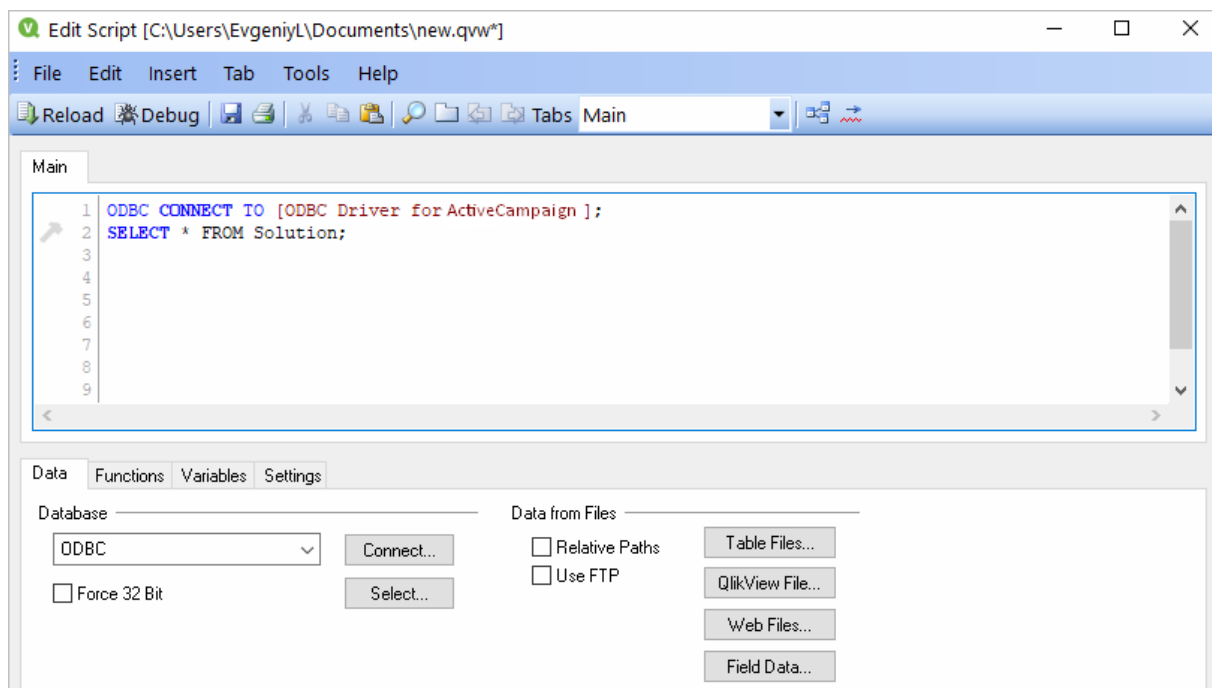 Edit Script [C:\Users\EvgeniyL\Documents\new.qvw*]
File Edit Insert Tab Tools Help
Reload Debug Tabs Main
Main
1 ODBC CONNECT TO [ODBC Driver for ActiveCampaign ];
2 SELECT * FROM Solution;
3
4
5
6
7
8
9
Data Functions Variables Settings
Database Data from Files
ODBC Connect... Relative Paths Table Files...
Force 32 Bit Select... Use FTP QlikView File...
Web Files...
Field Data...